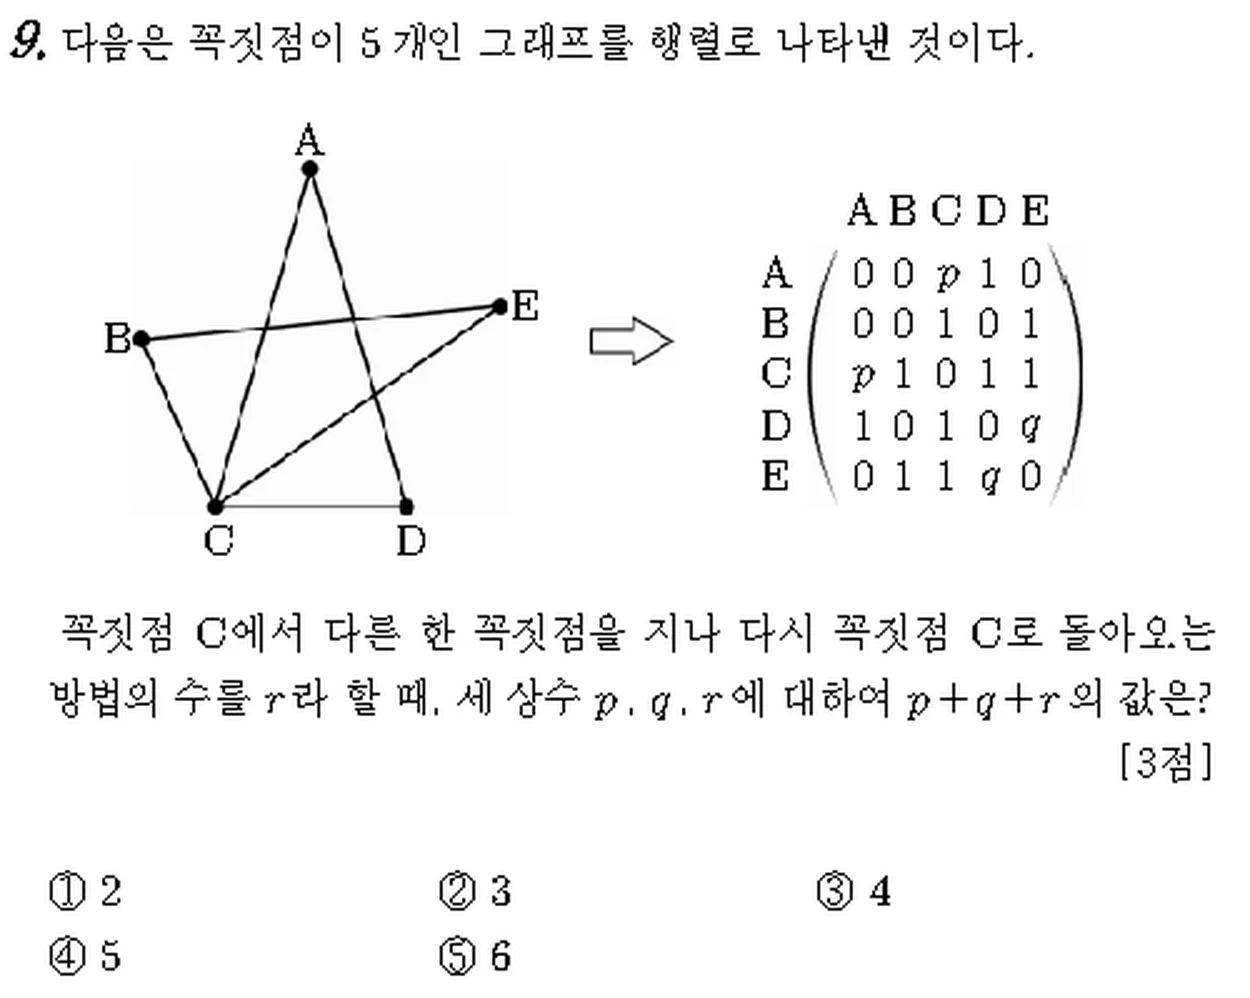 9. 다음은 꼭짓점이 5개인 그래프를 행렬로 나타낸 것이다.
A
E
B
C D
A B C D E
A 0 0 p 1 0
B 0 0 1 0 1
C p 1 0 1 1
D 1 0 1 0 q
E 0 1 1 q 0
꼭짓점 C에서 다른 한 꼭짓점을 지나 다시 꼭짓점 C로 돌아오는
방법의 수를 r라 할 때, 세 상수 p, q, r에 대하여 p+q+r의 값은?
[3점]
① 2 ② 3 ③ 4
④ 5 ⑤ 6